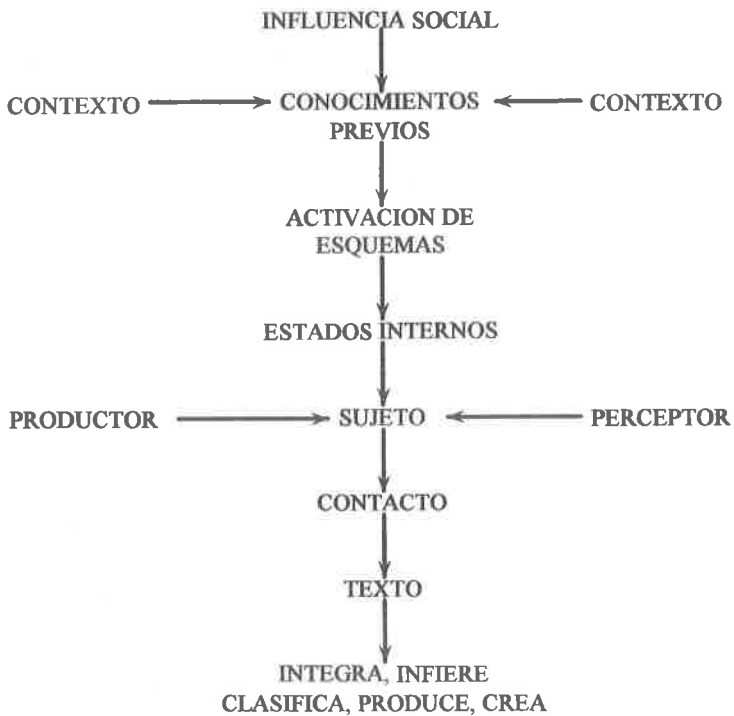 INFLUENCIA SOCIAL
CONTEXTO CONOCIMIENTOS CONTEXTO
PREVIOS
ACTIVACION DE
ESQUEMAS
ESTADOS INTERNOS
PRODUCTOR SUJETO PERCEPTOR
CONTACTO
TEXTO
INTEGRA, INFIERE
CLASIFICA, PRODUCE, CREA